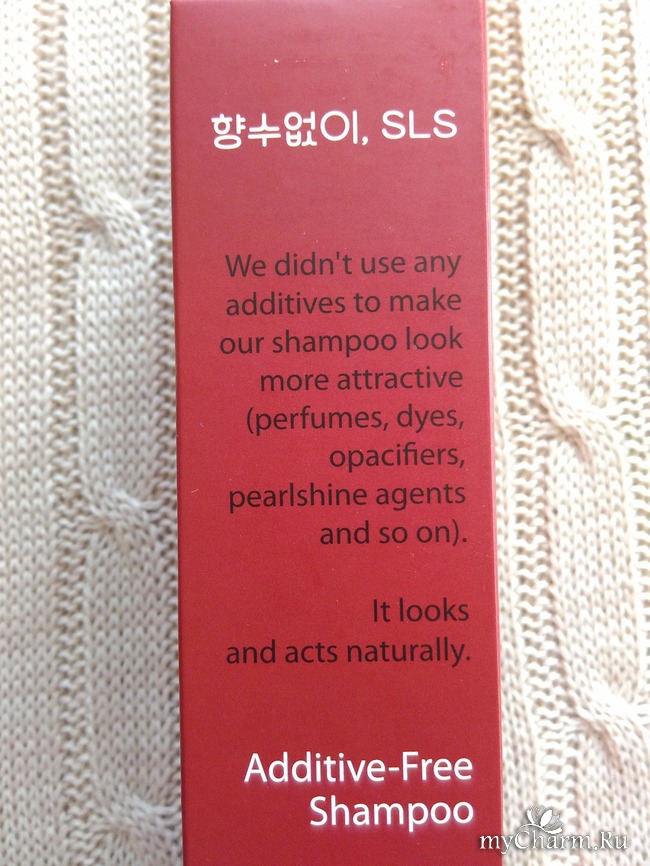 향수없이, SLS
We didn't use any
additives to make
our shampoo look
more attractive
(perfumes, dyes,
opacifiers,
pearlshine agents
and so on).
It looks
and acts naturally.
Additive-Free
Shampoo
myCharm.Ru